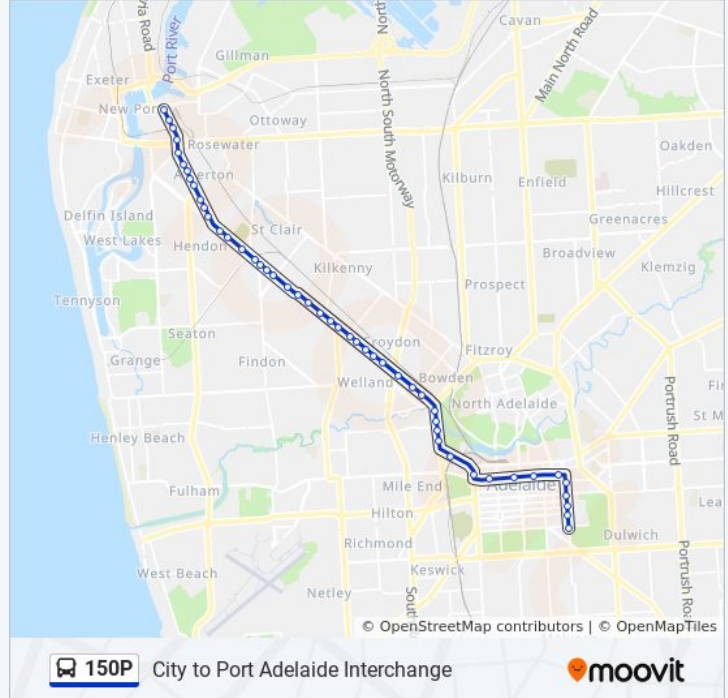 Cavan
Port River
Gillman
North South Motorway
Main North Road
Exeter
New Port
Ottoway
Rosewater
Oakden
Alberton
Kilburn
Enfield
Hillcrest
Delfin Island
Greenacres
West Lakes
St Clair
Hendon
Broadview
Klemzig
Kilkenny
Tennyson
Prospect
Seaton
Croydon
Fitzroy
Grange
Findon
Welland
Bowden
North Adelaide
Portrush Road
Henley Beach
Adelaide
Mile End
Fulham
Hilton
Dulwich
Richmond
Keswick
West Beach
Netley
© OpenStreetMap contributors | © OpenMapTiles
150P City to Port Adelaide Interchange
moovit